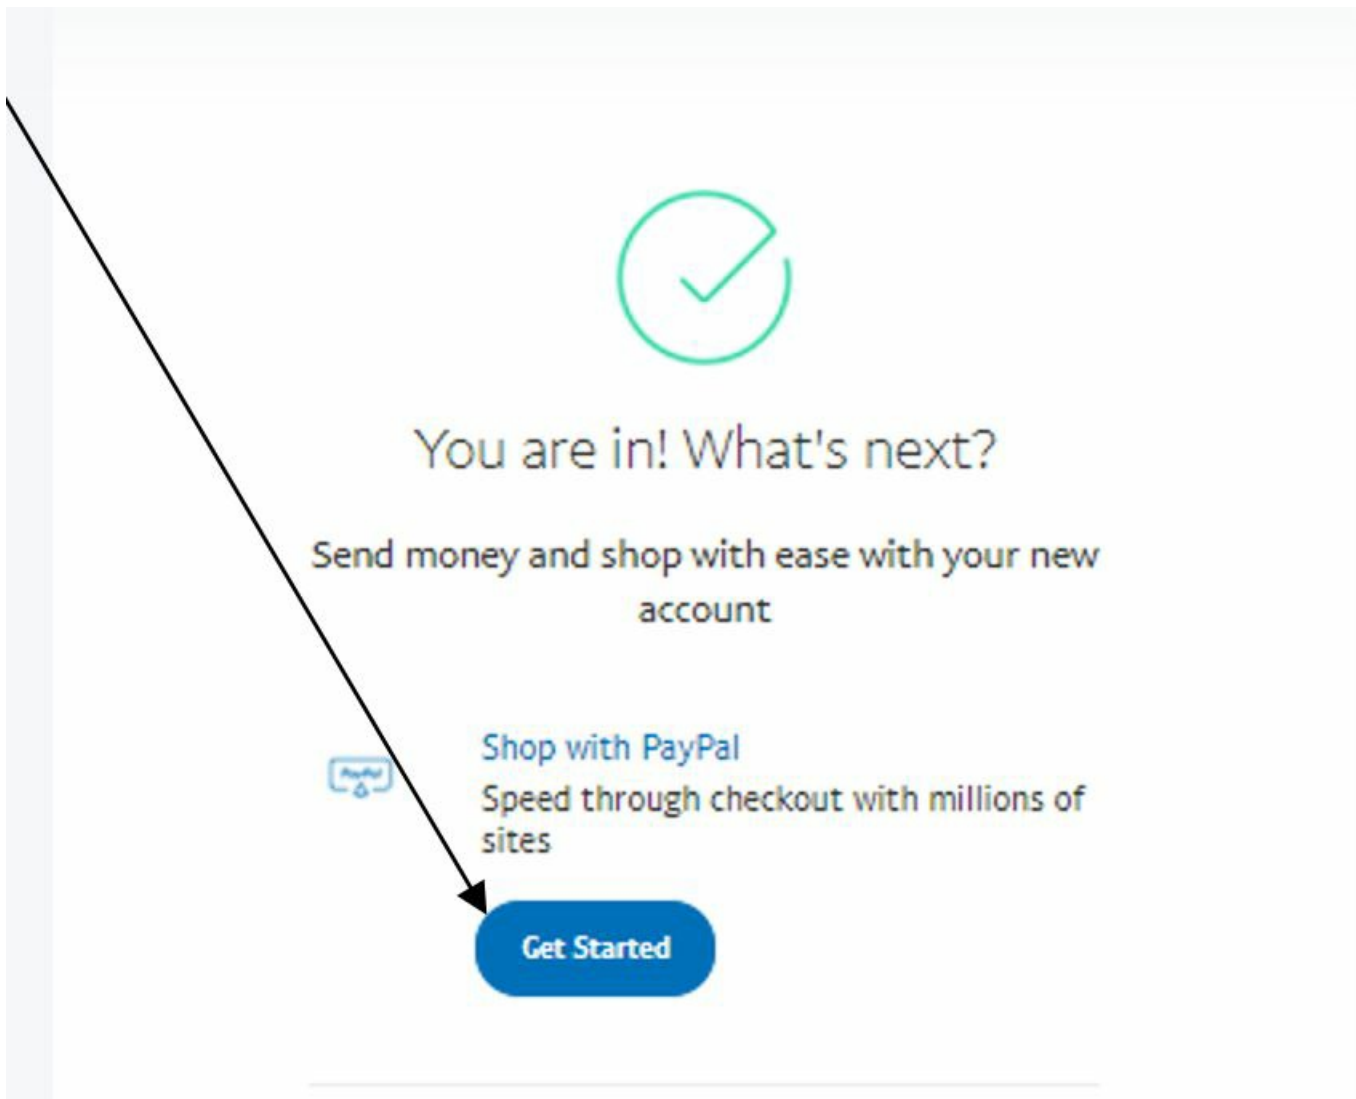 You are in! What's next?
Send money and shop with ease with your new
account
PayPal
Shop with PayPal
Speed through checkout with millions of
sites
Get Started